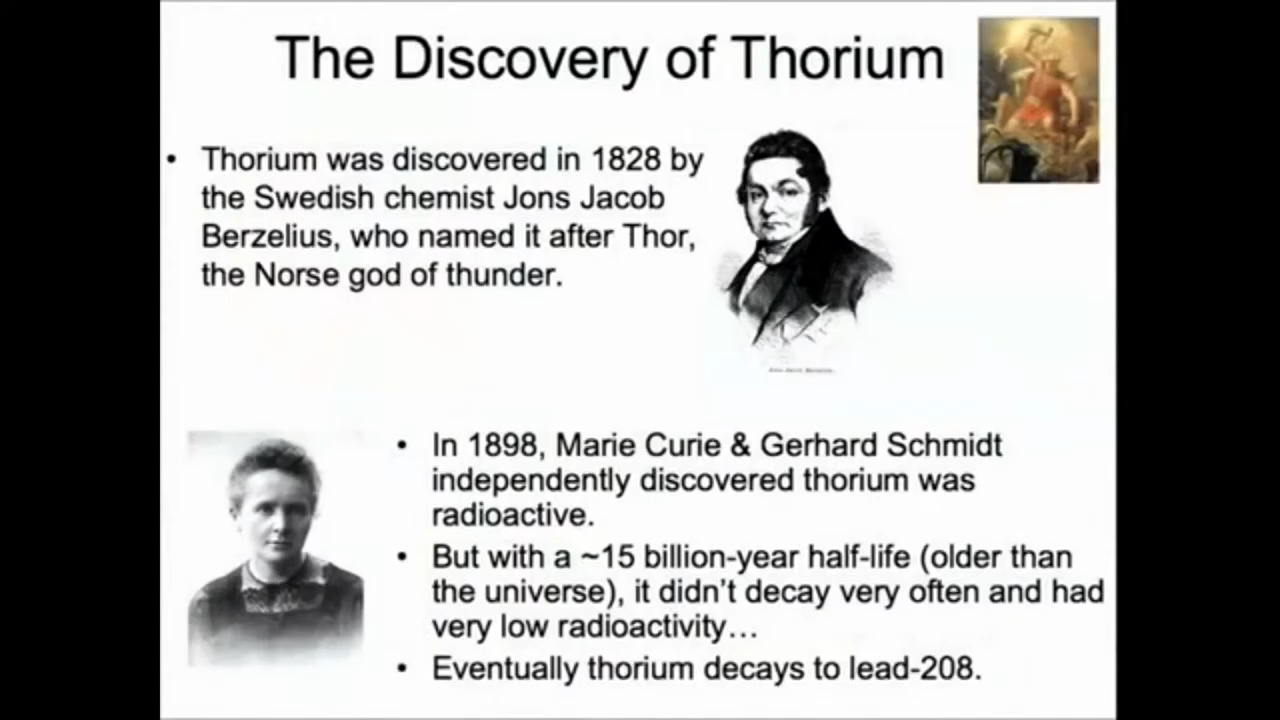 The Discovery of Thorium
• Thorium was discovered in 1828 by
the Swedish chemist Jons Jacob
Berzelius, who named it after Thor,
the Norse god of thunder.
• In 1898, Marie Curie & Gerhard Schmidt
independently discovered thorium was
radioactive.
• But with a ~15 billion-year half-life (older than
the universe), it didn't decay very often and had
very low radioactivity…
• Eventually thorium decays to lead-208.